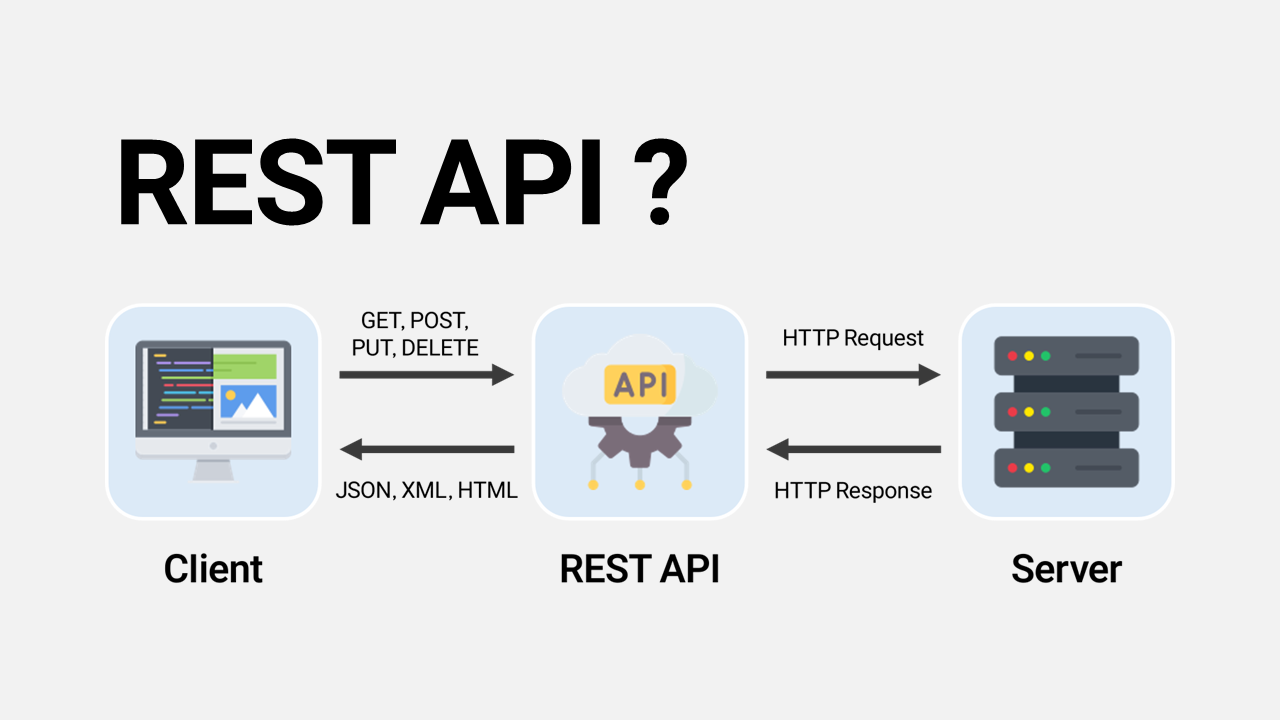 REST API ?
GET, POST,
PUT, DELETE
HTTP Request
API
JSON, XML, HTML
HTTP Response
Client
REST API
Server